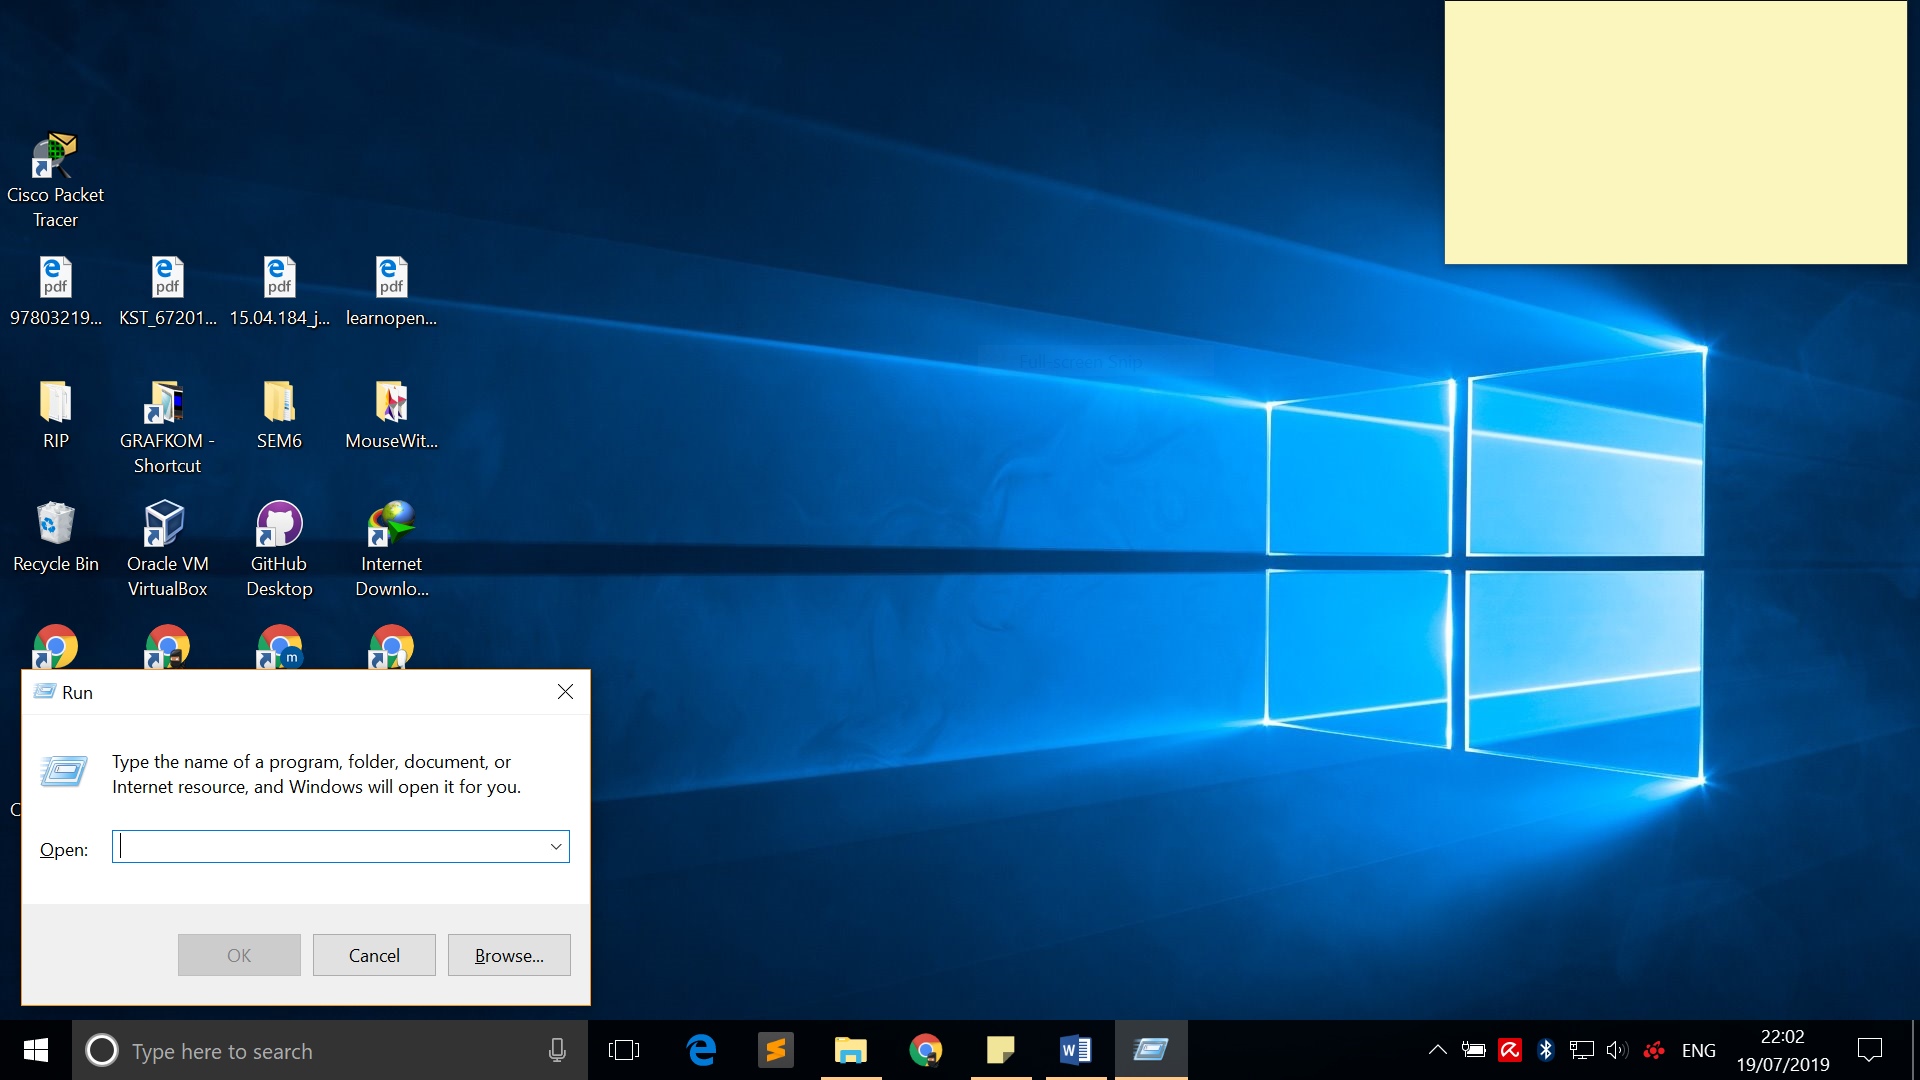 Cisco Packet
Tracer
pdf
pdf
pdf
pdf
97803219...
KST_67201...
15.04.184_j...
learnopen...
Full-screen Snip
RIP
GRAFKOM -
Shortcut
SEM6
MouseWit...
Recycle Bin
Oracle VM
VirtualBox
GitHub
Desktop
Internet
Downlo...
m
Run
Type the name of a program, folder, document, or
Internet resource, and Windows will open it for you.
C
Open:
OK
Cancel
Browse...
Type here to search
ENG
22:02
19/07/2019